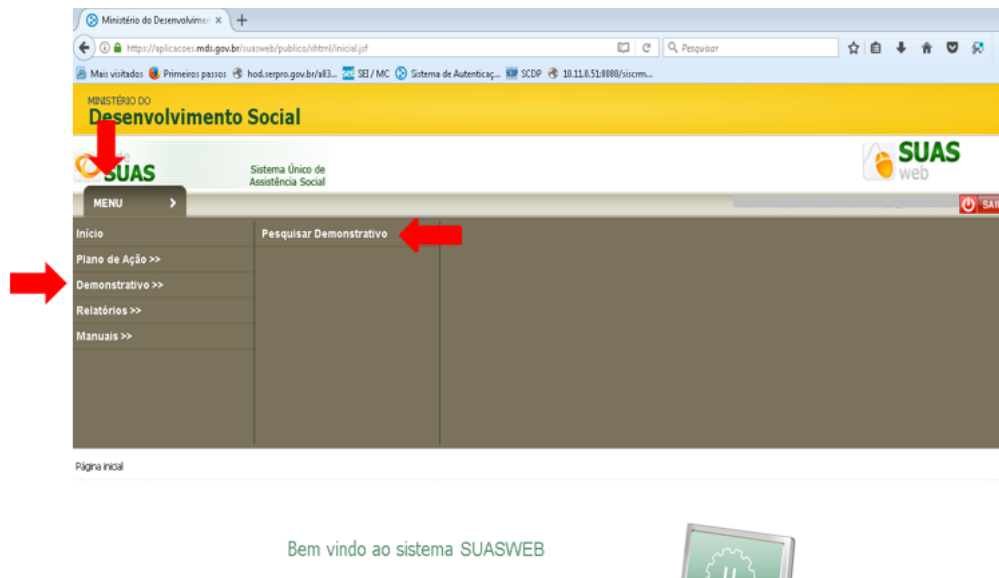 Ministério do Desenvolvimen × +
https://aplicacoes.mds.gov.br/suasweb/publico/xhtml/inicial.jsf
Pesquisar
Mais visitados Primeiros passos hod.serpro.gov.br/a83... SEI / MC Sistema de Autenticaç... SCDP 10.11.0.51:8080/siscrm...
MINISTÉRIO DO
Desenvolvimento Social
de
SUAS
Sistema Único de
Assistência Social
SUAS
web
MENU >
SAI
Início
Pesquisar Demonstrativo
Plano de Ação >>
Demonstrativo >>
Relatórios >>
Manuais >>
Página inicial
Bem vindo ao sistema SUASWEB